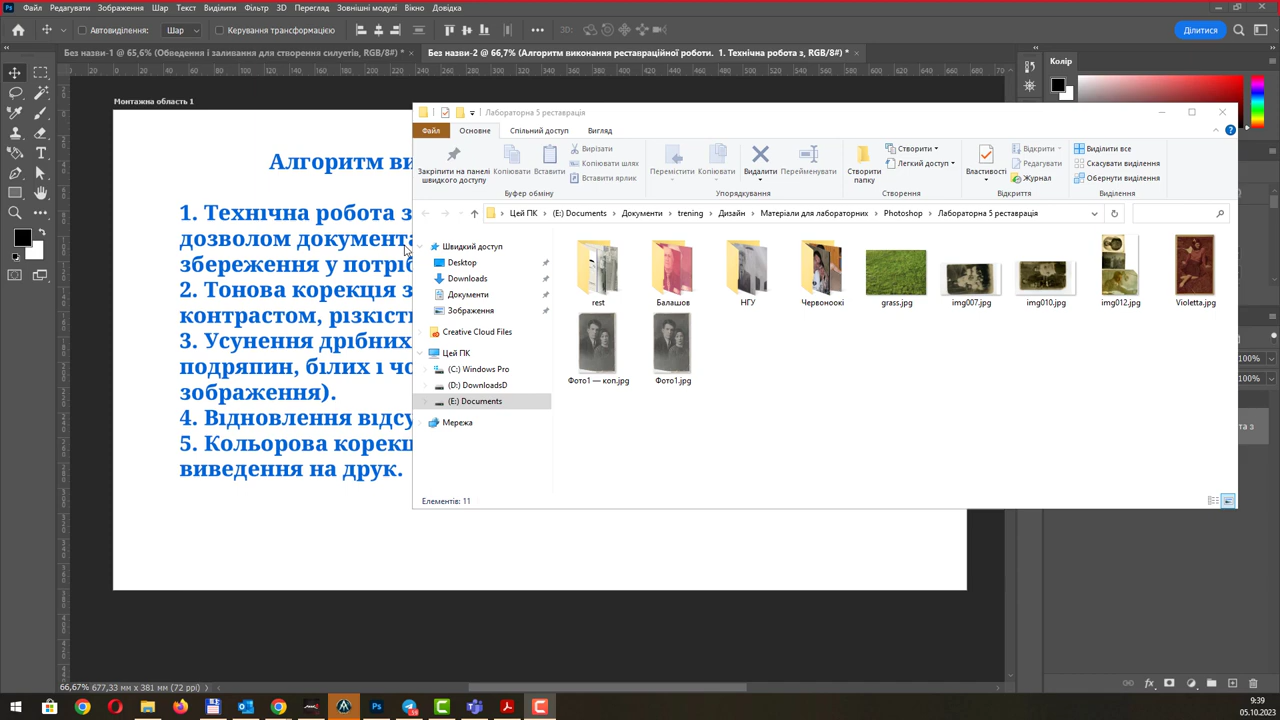 Файл Редагувати Зображення Шар Текст Виділити Фільтр 3D Перегляд Зовнішні модулі Вікно Довідка
Автовиділення: Шар Керування трансформацією 3D: Ділитися
Без назви-1 @ 65,6% (Обведення і заливання для створення силуетів, RGB/8#) *
Без назви-2 @ 66,7% (Алгоритм виконання реставраційної роботи. 1. Технічна робота з, RGB/8#) *
Колір
Монтажна область 1
Алгоритм ви
1. Технічна робота з
дозволом документа
збереження у потріб
2. Тонова корекція з
контрастом, різкіст
3. Усунення дрібних
подряпин, білих і чо
зображення).
4. Відновлення відсу
5. Кольорова корекц
виведення на друк.
Лабораторна 5 реставрація
Файл Основне Спільний доступ Вигляд
Закріпити на панелі швидкого доступу
Копіювати
Вставити
Вирізати
Копіювати шлях
Вставити ярлик
Буфер обміну
Перемістити
Копіювати
Видалити
Перейменувати
Упорядкування
Створити папку
Створити
Легкий доступ
Створення
Властивості
Відкрити
Редагувати
Журнал
Відкриття
Виділити все
Скасувати виділення
Обернути виділення
Виділення
Цей ПК (E:) Documents Документи trening Дизайн Матеріали для лабораторних Photoshop Лабораторна 5 реставрація
Швидкий доступ
Desktop
Downloads
Документи
Зображення
Creative Cloud Files
Цей ПК
(C:) Windows Pro
(D:) DownloadsD
(E:) Documents
Мережа
rest Балашов НГУ Червоноокі grass.jpg img007.jpg img010.jpg img012.jpg Violetta.jpg
Фото1 — коп.jpg Фото1.jpg
Елементів: 11
100%
100%
та з
66,67% 677,33 мм x 381 мм (72 ppi)
9:39
05.10.2023